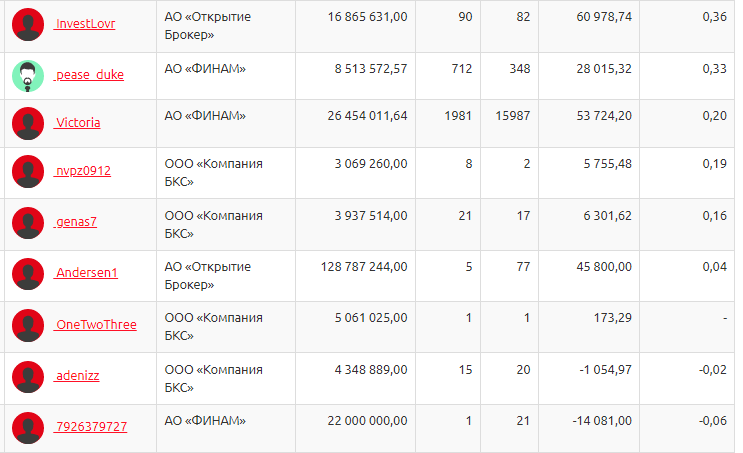 InvestLovr АО «Открытие 16 865 631,00 90 82 60 978,74 0,36
Брокер»
pease_duke АО «ФИНАМ» 8 513 572,57 712 348 28 015,32 0,33
Victoria АО «ФИНАМ» 26 454 011,64 1981 15987 53 724,20 0,20
nvpz0912 ООО «Компания 3 069 260,00 8 2 5 755,48 0,19
БКС»
genas7 ООО «Компания 3 937 514,00 21 17 6 301,62 0,16
БКС»
Andersen1 АО «Открытие 128 787 244,00 5 77 45 800,00 0,04
Брокер»
OneTwoThree ООО «Компания 5 061 025,00 1 1 173,29 -
БКС»
adenizz ООО «Компания 4 348 889,00 15 20 -1 054,97 -0,02
БКС»
7926379727 АО «ФИНАМ» 22 000 000,00 1 21 -14 081,00 -0,06